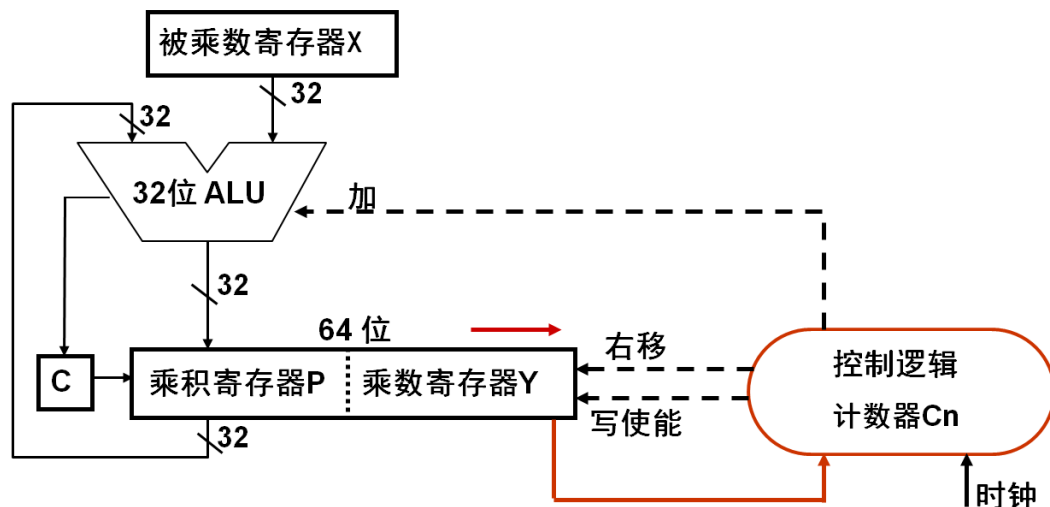 被乘数寄存器X
32
32
32位 ALU
加
32
64 位
右移
C
乘积寄存器P
乘数寄存器Y
控制逻辑
计数器Cn
写使能
32
时钟